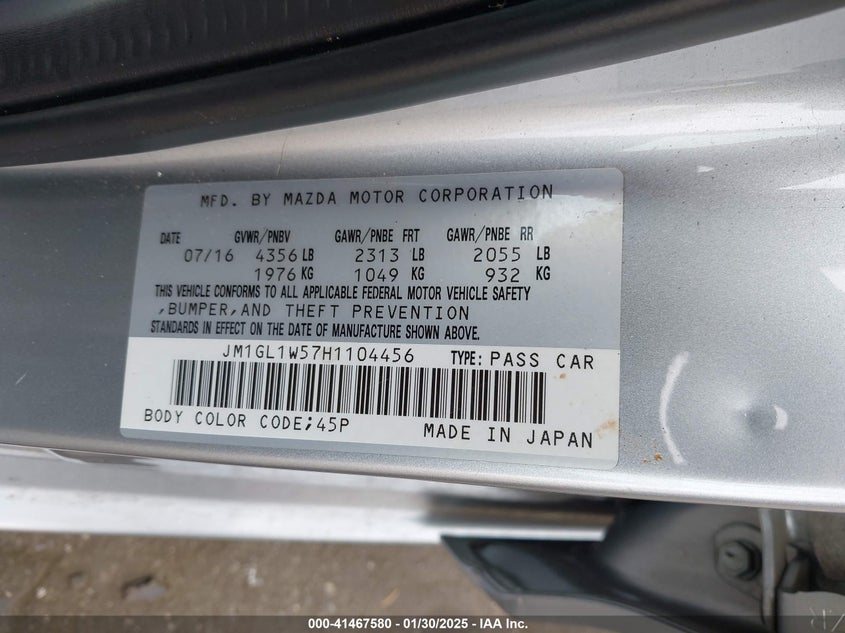 MFD. BY MAZDA MOTOR CORPORATION
DATE GVWR/PNBV GAWR/PNBE FRT GAWR/PNBE RR
07/16 4356 LB 2313 LB 2055 LB
1976 KG 1049 KG 932 KG
THIS VEHICLE CONFORMS TO ALL APPLICABLE FEDERAL MOTOR VEHICLE SAFETY
,BUMPER,AND THEFT PREVENTION
STANDARDS IN EFFECT ON THE DATE OF MANUFACTURE SHOWN ABOVE.
JM1GL1W57H1104456 TYPE: PASS CAR
BODY COLOR CODE;45P MADE IN JAPAN
000-41467580 - 01/30/2025 - IAA Inc.